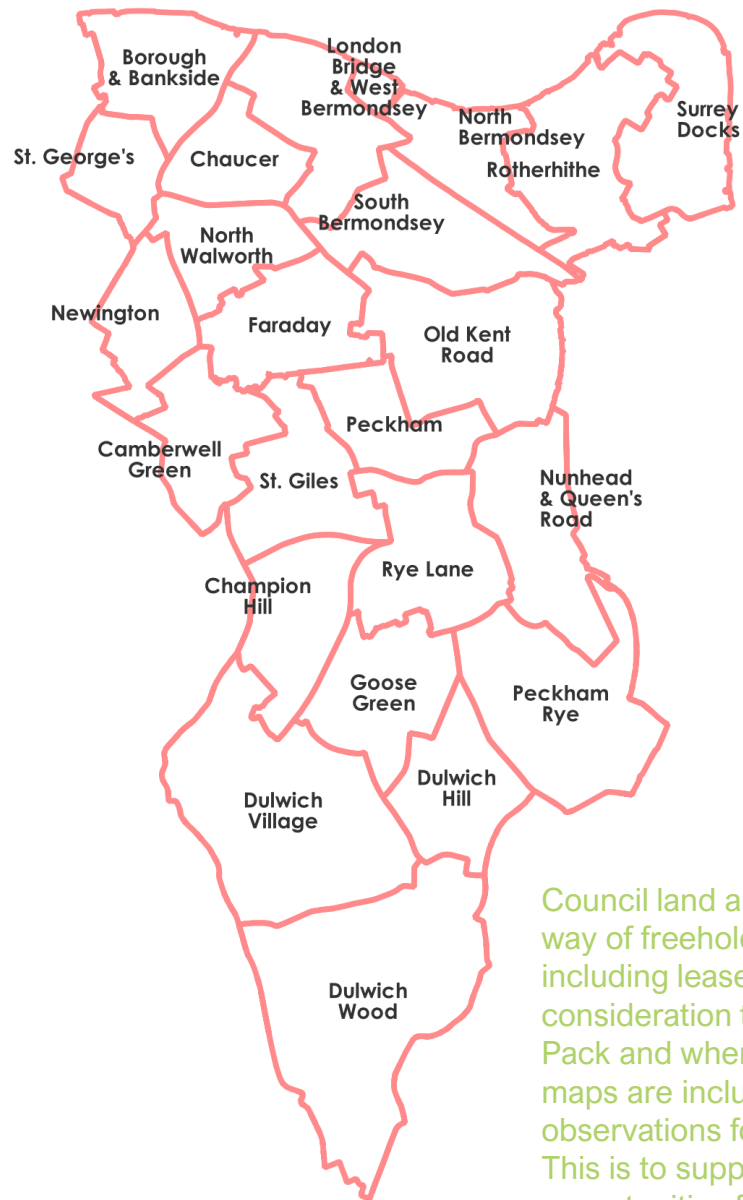 Borough
& Bankside
London
Bridge
& West
Bermondsey
North
Bermondsey
Surrey
Docks
St. George's
Chaucer
Rotherhithe
South
Bermondsey
North
Walworth
Newington
Faraday
Old Kent
Road
Peckham
Camberwell
Green
St. Giles
Nunhead
& Queen's
Road
Champion
Hill
Rye Lane
Goose
Green
Peckham
Rye
Dulwich
Village
Dulwich
Hill
Dulwich
Wood
Council land a
way of freehol
including lease
consideration
Pack and wher
maps are inclu
observations fo
This is to supp